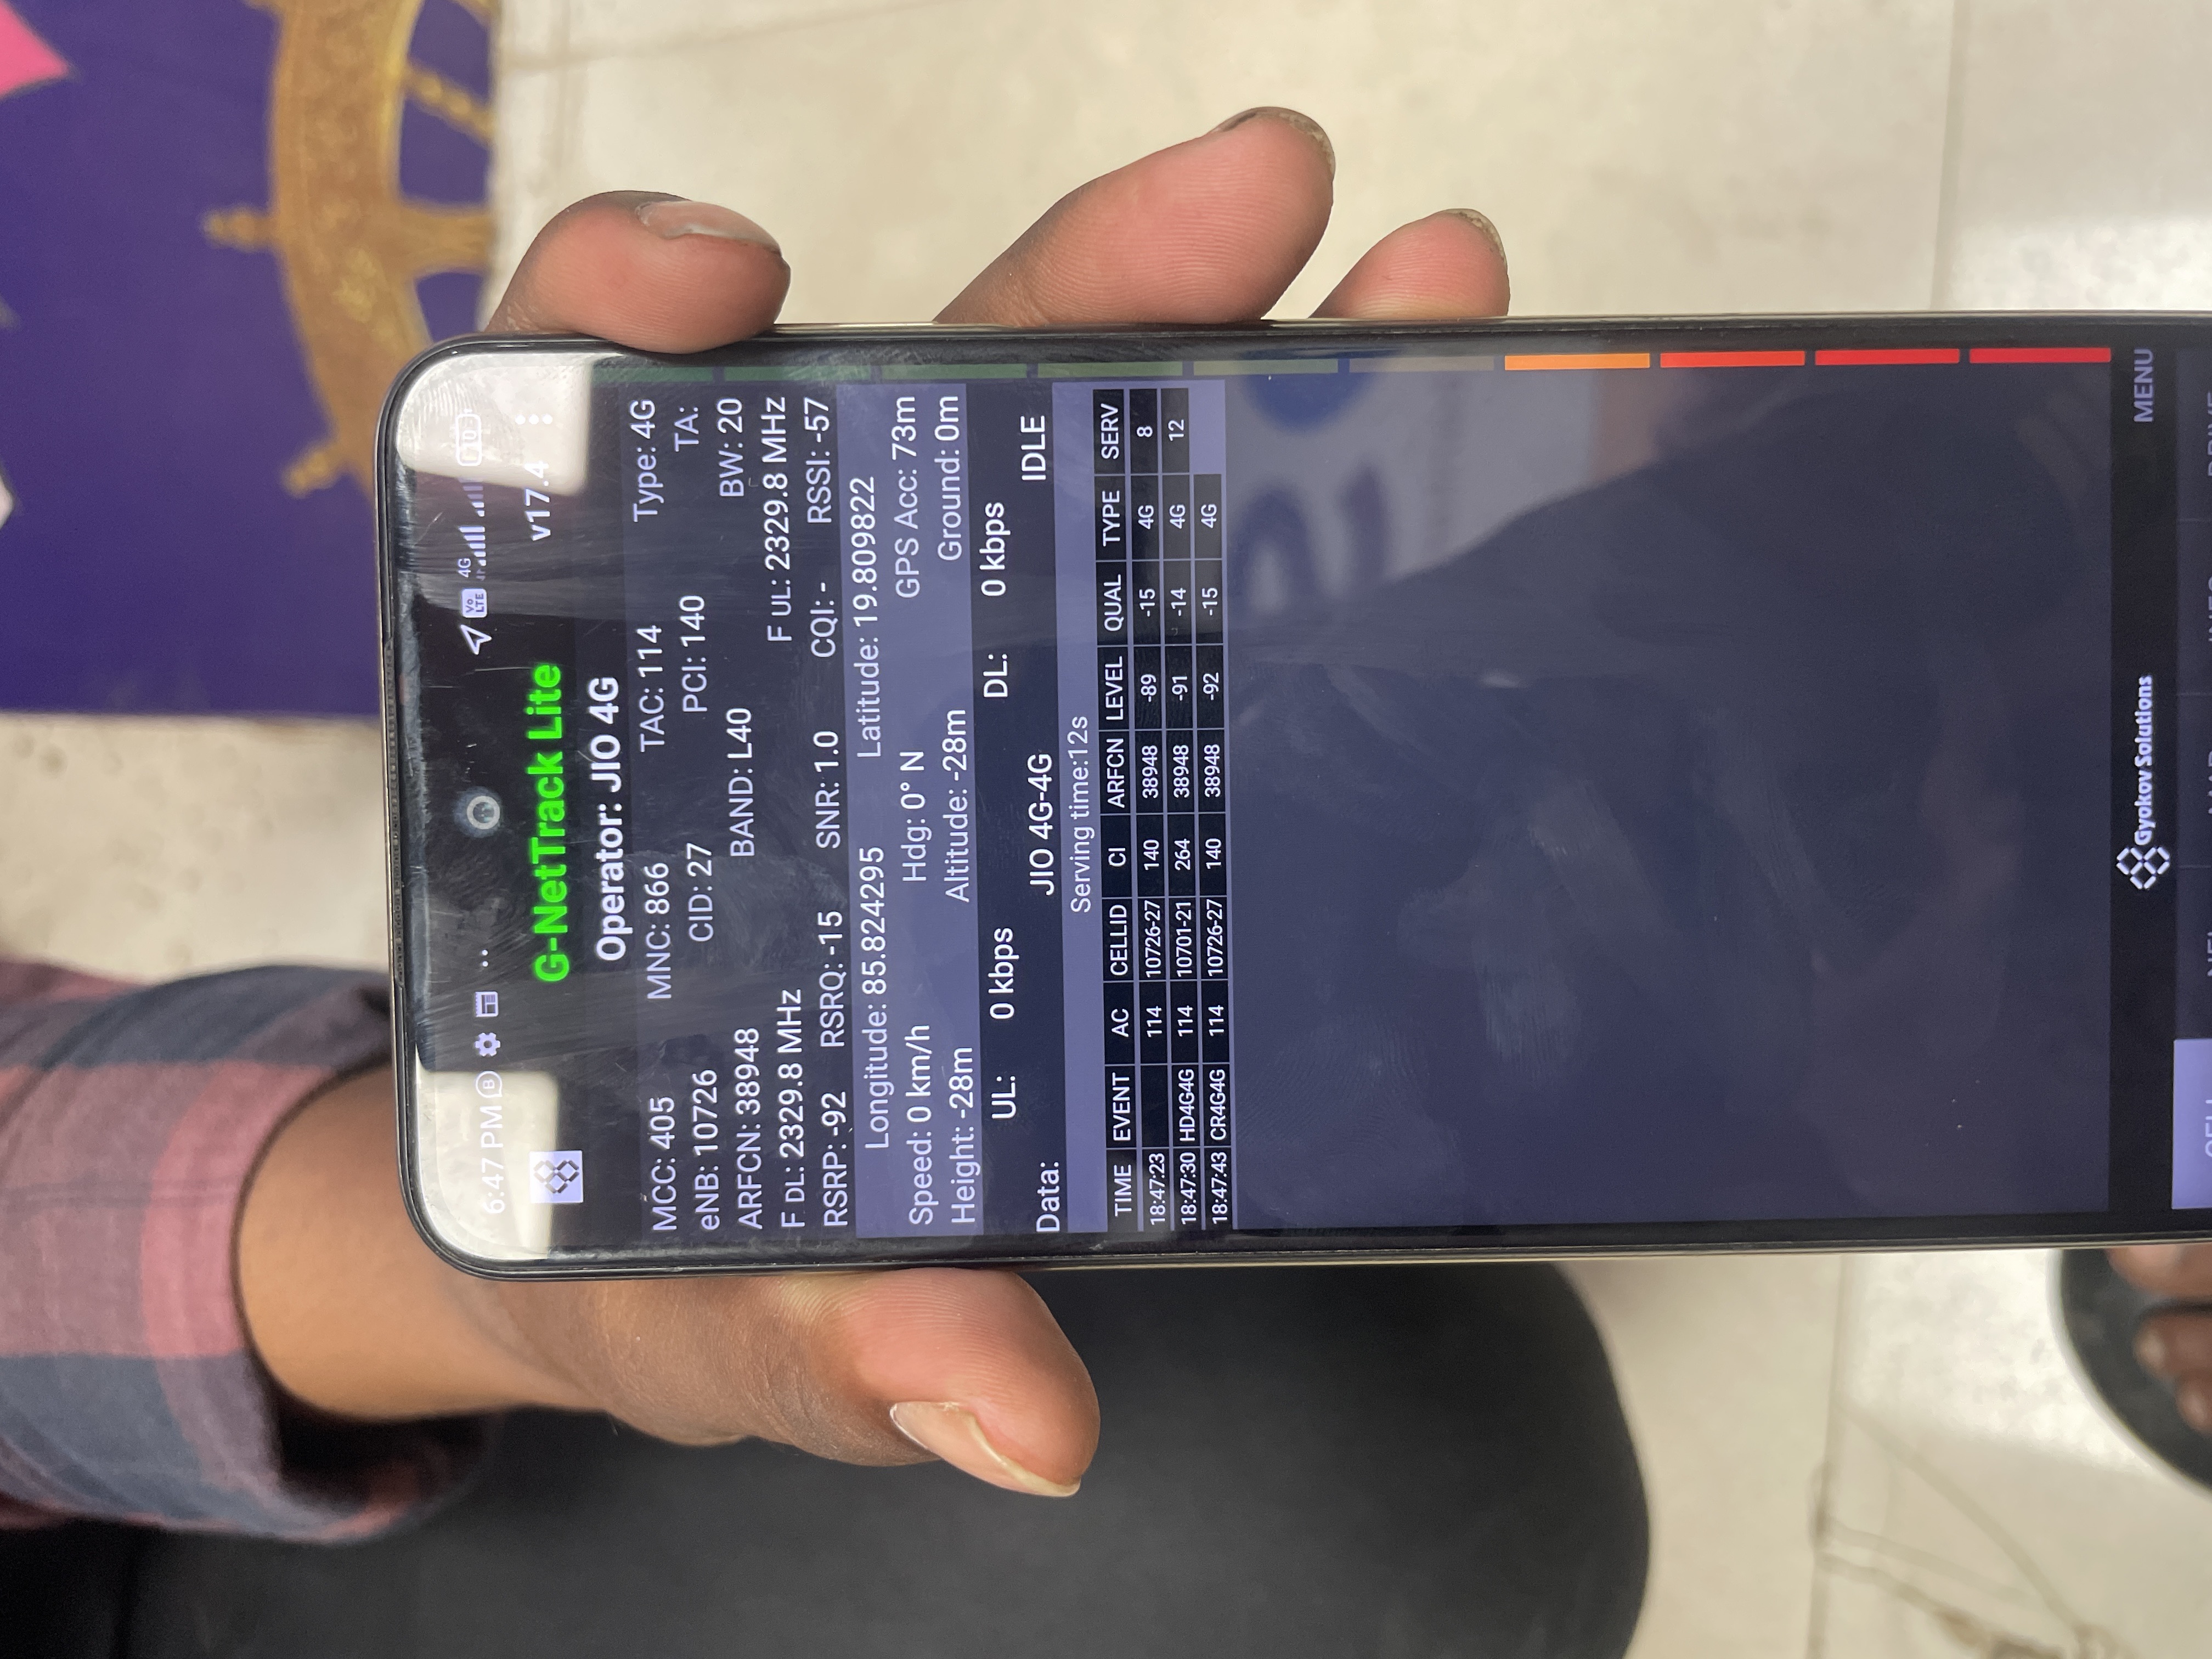 6:47 PM
Vo LTE 4G 10
G-NetTrack Lite v17.4
Operator: JIO 4G
MCC: 405 MNC: 866 TAC: 114 Type: 4G
eNB: 10726 CID: 27 PCI: 140 TA:
ARFCN: 38948 BAND: L40 BW: 20
F DL: 2329.8 MHz F UL: 2329.8 MHz
RSRP: -92 RSRQ: -15 SNR: 1.0 CQI: - RSSI: -57
Longitude: 85.824295 Latitude: 19.809822
Speed: 0 km/h Hdg: 0° N GPS Acc: 73m
Height: -28m Altitude: -28m Ground: 0m
UL: 0 kbps DL: 0 kbps
Data: JIO 4G-4G IDLE
Serving time:12s
TIME EVENT AC CELLID CI ARFCN LEVEL QUAL TYPE SERV
18:47:23 114 10726-27 140 38948 -89 -15 4G 8
18:47:30 HD4G4G 114 10701-21 264 38948 -91 -14 4G 12
18:47:43 CR4G4G 114 10726-27 140 38948 -92 -15 4G
Gyokov Solutions MENU